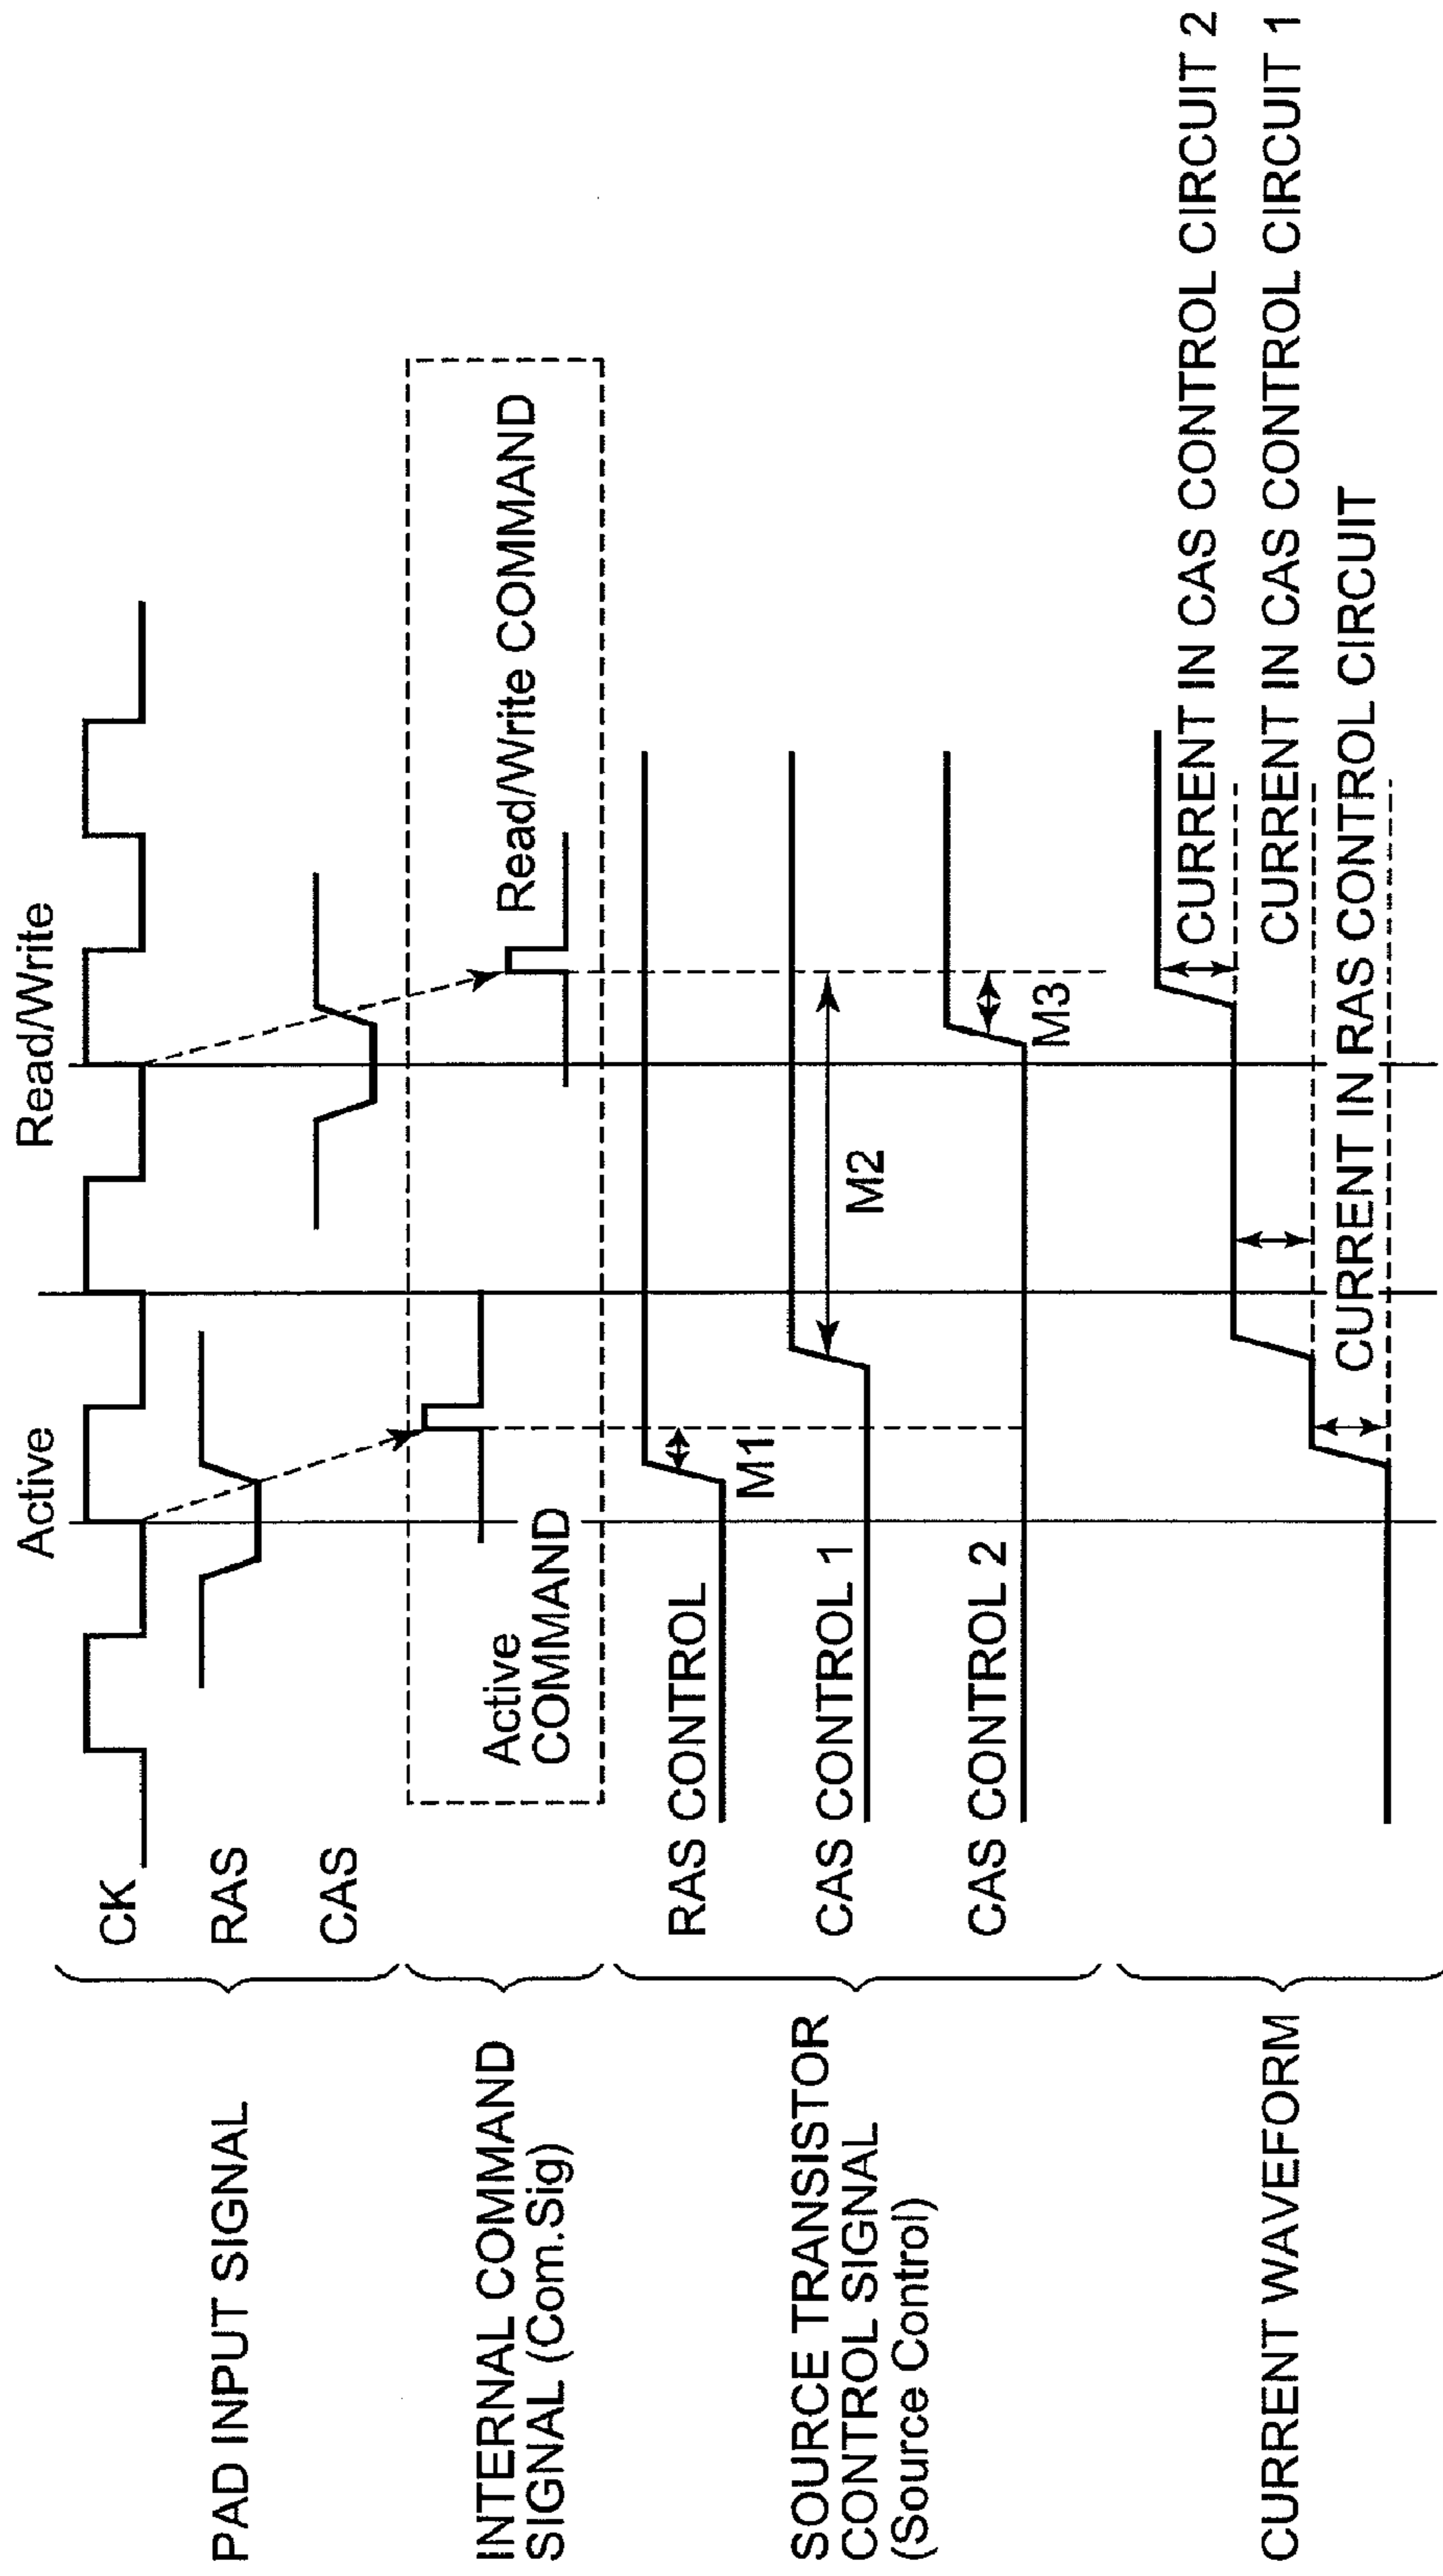 Active
Read/Write
PAD INPUT SIGNAL
CK
RAS
CAS
INTERNAL COMMAND
SIGNAL (Com.Sig)
Active
COMMAND
Read/Write COMMAND
SOURCE TRANSISTOR
CONTROL SIGNAL
(Source Control)
RAS CONTROL
M1
CAS CONTROL 1
M2
CAS CONTROL 2
M3
CURRENT WAVEFORM
CURRENT IN CAS CONTROL CIRCUIT 2
CURRENT IN CAS CONTROL CIRCUIT 1
CURRENT IN RAS CONTROL CIRCUIT